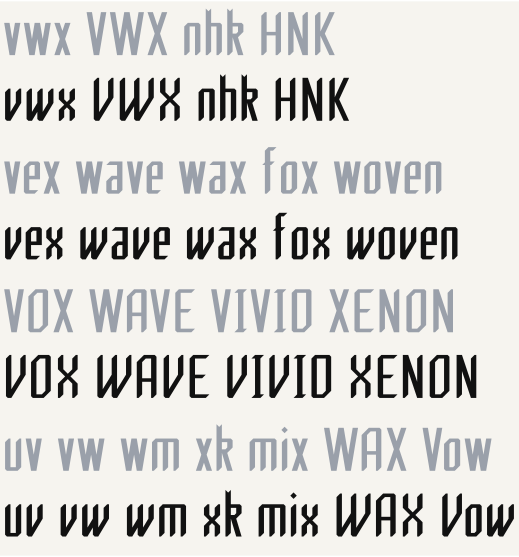 vwx VWX nhk HNK
vwx VWX nhk HNK
vex wave wax fox woven
vex wave wax fox woven
VOX WAVE VIVID XENON
VOX WAVE VIVID XENON
uv vw wm xk mix WAX Vow
uv vw wm xk mix WAX Vow